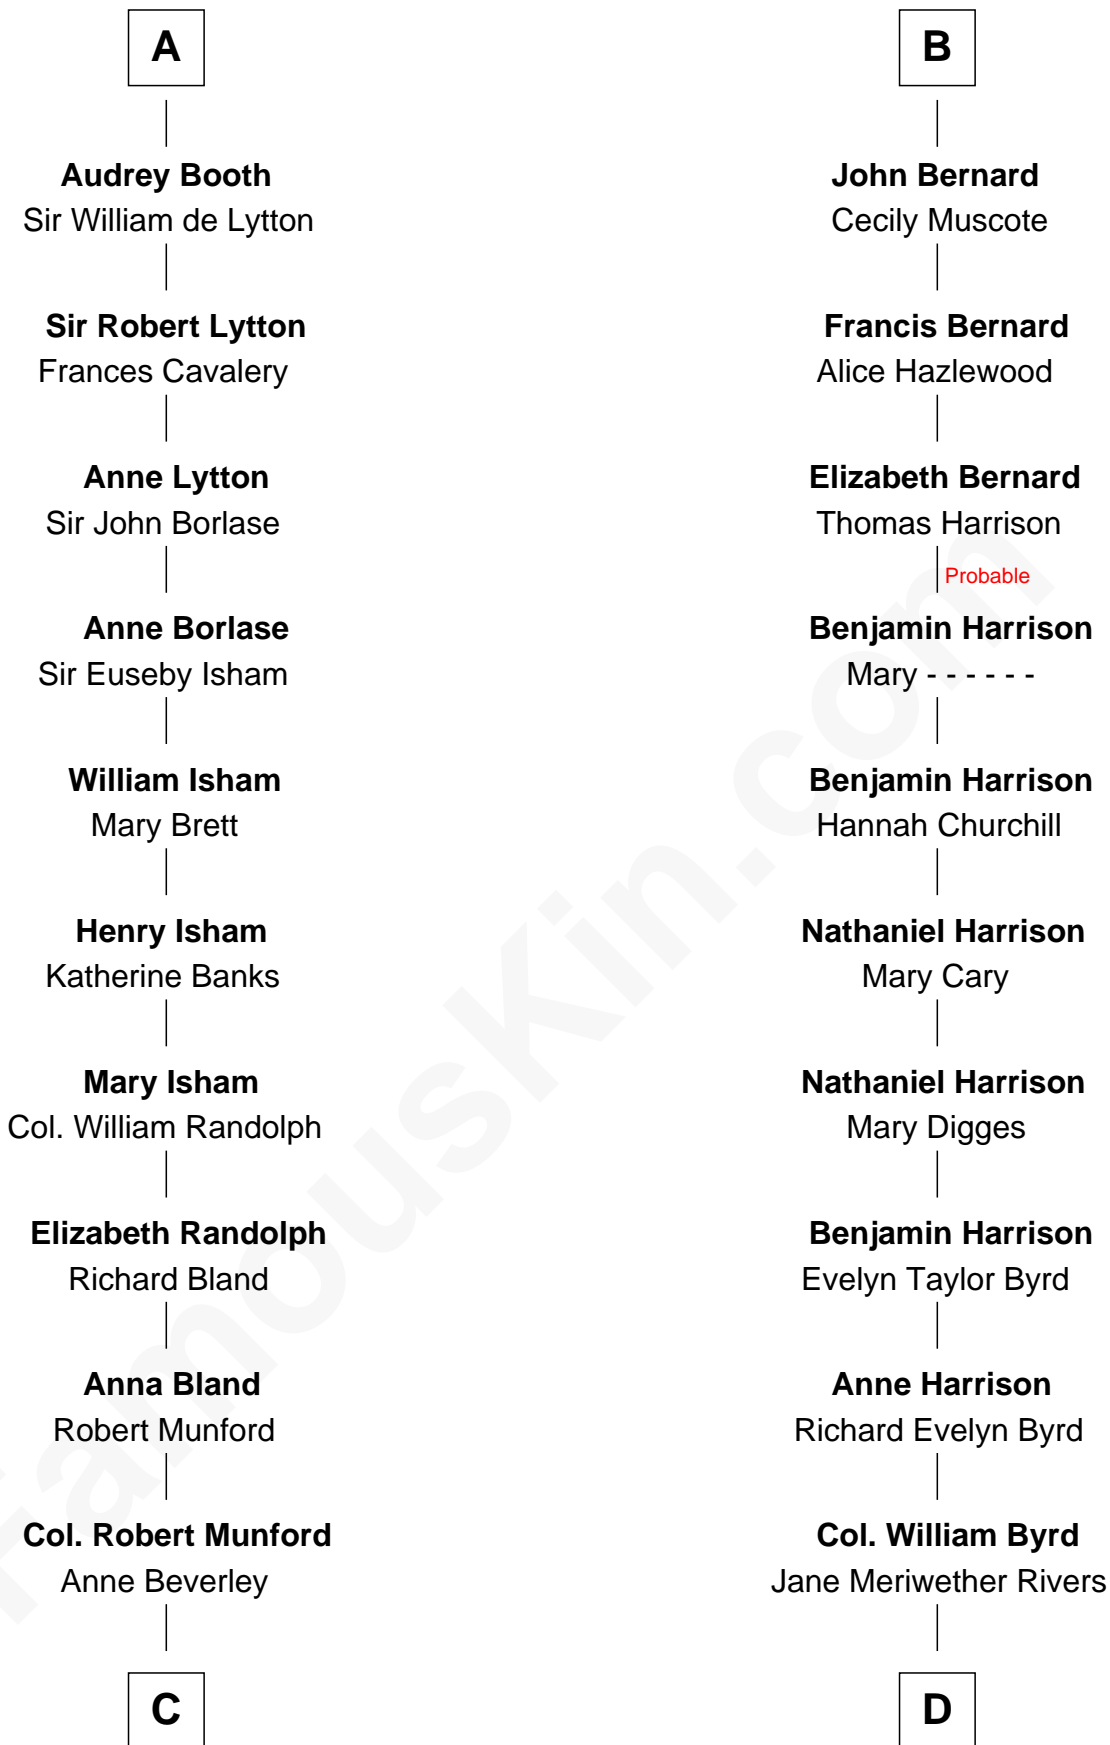 A
Audrey Booth
Sir William de Lytton
Sir Robert Lytton
Frances Cavalery
Anne Lytton
Sir John Borlase
Anne Borlase
Sir Euseby Isham
William Isham
Mary Brett
Henry Isham
Katherine Banks
Mary Isham
Col. William Randolph
Elizabeth Randolph
Richard Bland
Anna Bland
Robert Munford
Col. Robert Munford
Anne Beverley
C
B
John Bernard
Cecily Muscote
Francis Bernard
Alice Hazlewood
Elizabeth Bernard
Thomas Harrison
Probable
Benjamin Harrison
Mary - - - - - -
Benjamin Harrison
Hannah Churchill
Nathaniel Harrison
Mary Cary
Nathaniel Harrison
Mary Digges
Benjamin Harrison
Evelyn Taylor Byrd
Anne Harrison
Richard Evelyn Byrd
Col. William Byrd
Jane Meriwether Rivers
D
FamousKin.com